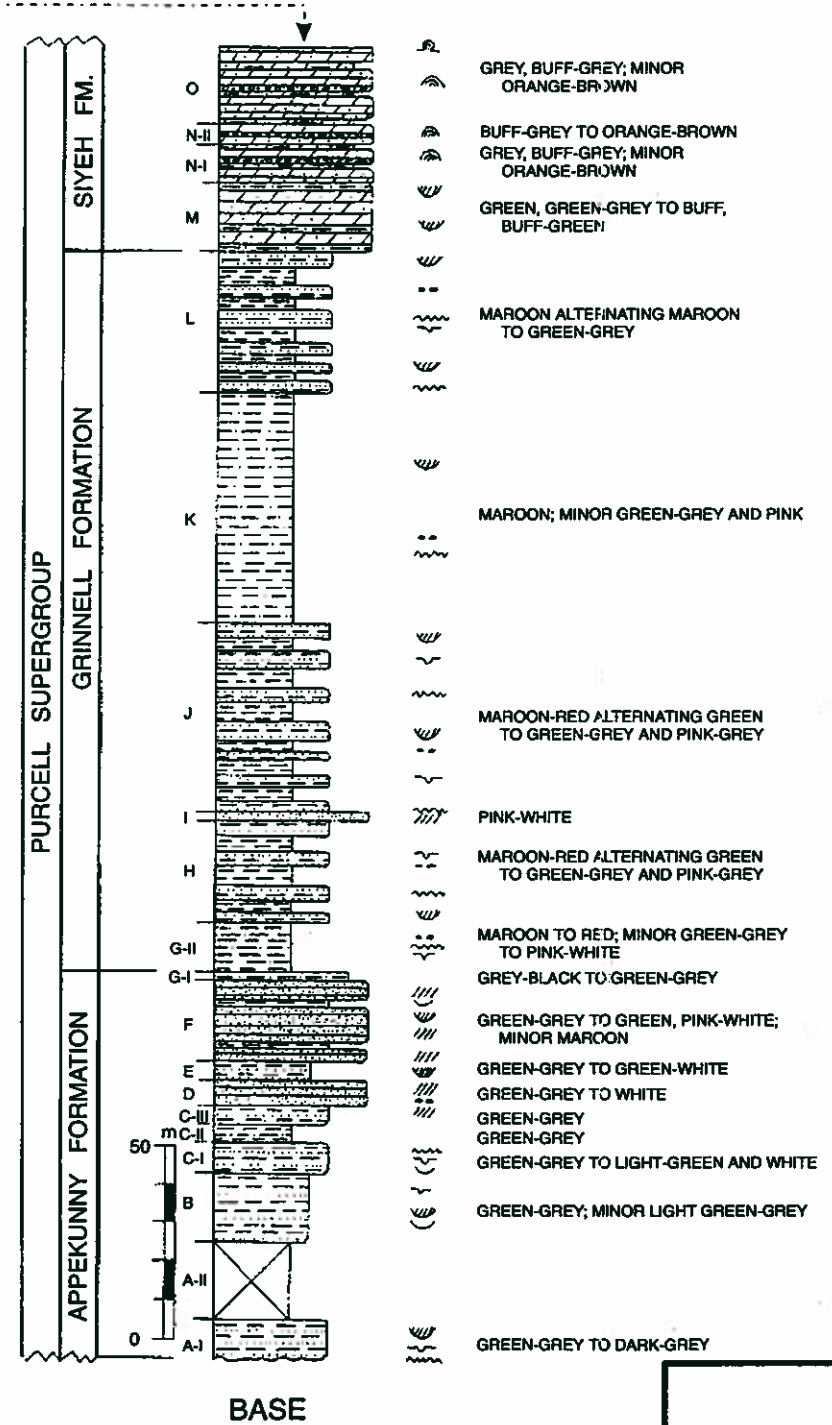 PURCELL SUPERGROUP
SIYEH FM.
GRINNELL FORMATION
APPEKUNNY FORMATION
O
GREY, BUFF-GREY; MINOR
ORANGE-BROWN
N-II
BUFF-GREY TO ORANGE-BROWN
N-I
GREY, BUFF-GREY; MINOR
ORANGE-BROWN
M
GREEN, GREEN-GREY TO BUFF,
BUFF-GREEN
L
MAROON ALTERNATING MAROON
TO GREEN-GREY
K
MAROON; MINOR GREEN-GREY AND PINK
J
MAROON-RED ALTERNATING GREEN
TO GREEN-GREY AND PINK-GREY
I
PINK-WHITE
H
MAROON-RED ALTERNATING GREEN
TO GREEN-GREY AND PINK-GREY
G-II
MAROON TO RED; MINOR GREEN-GREY
TO PINK-WHITE
G-I
GREY-BLACK TO GREEN-GREY
F
GREEN-GREY TO GREEN, PINK-WHITE;
MINOR MAROON
E
GREEN-GREY TO GREEN-WHITE
D
GREEN-GREY TO WHITE
C-III
GREEN-GREY
C-II
GREEN-GREY
C-I
GREEN-GREY TO LIGHT-GREEN AND WHITE
B
GREEN-GREY; MINOR LIGHT GREEN-GREY
A-II
A-I
GREEN-GREY TO DARK-GREY
m
50
0
BASE